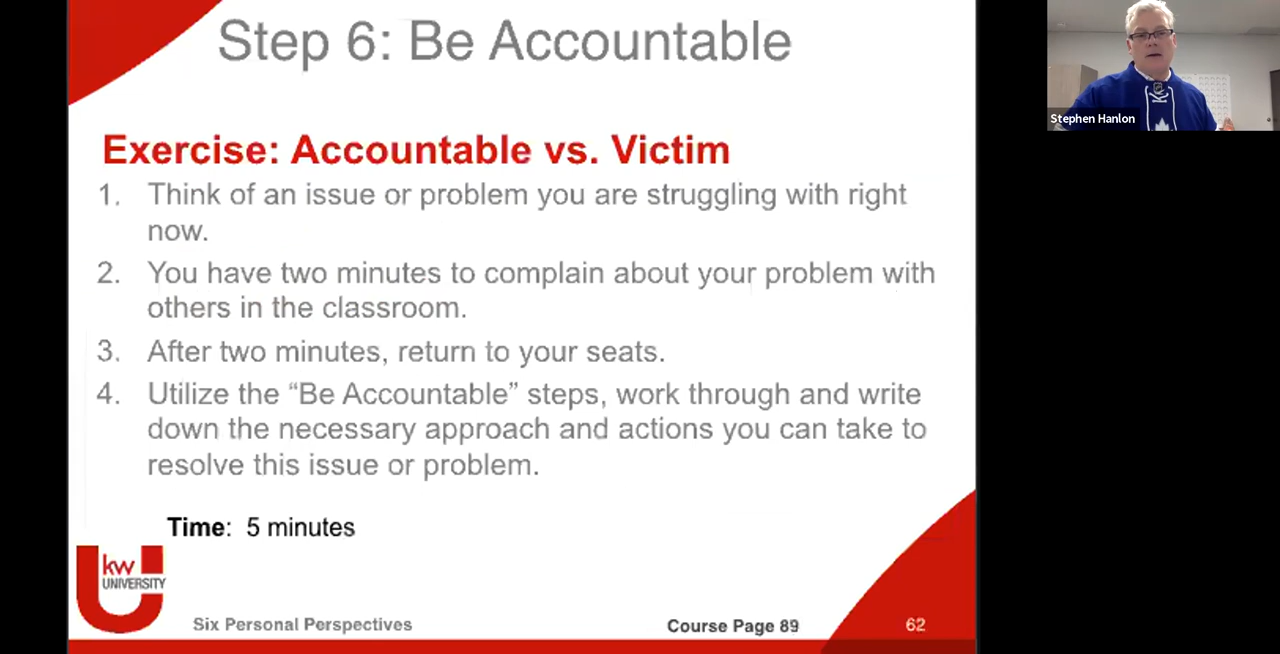 Step 6: Be Accountable
Stephen Hanlon
Exercise: Accountable vs. Victim
1. Think of an issue or problem you are struggling with right
now.
2. You have two minutes to complain about your problem with
others in the classroom.
3. After two minutes, return to your seats.
4. Utilize the “Be Accountable” steps, work through and write
down the necessary approach and actions you can take to
resolve this issue or problem.
Time: 5 minutes
kw
UNIVERSITY
Six Personal Perspectives
Course Page 89
62